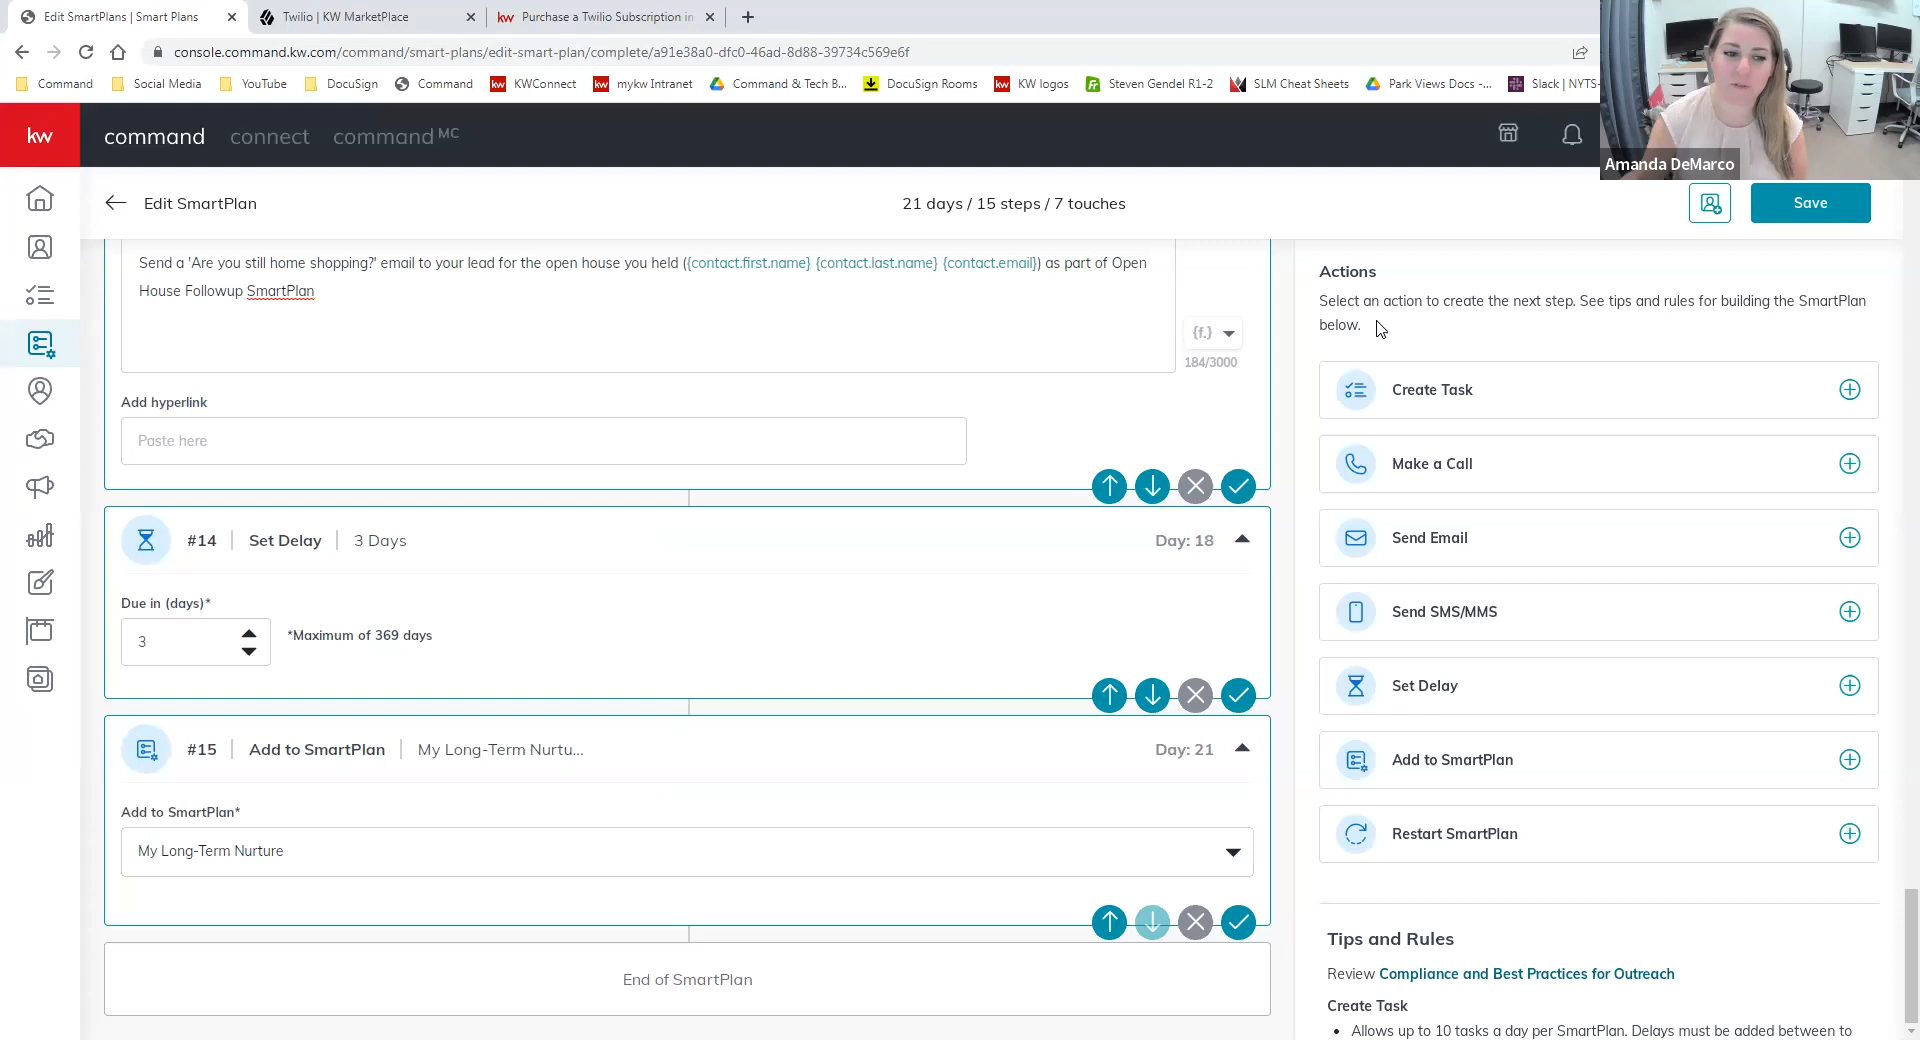 Edit SmartPlans | Smart Plans
Twilio | KW MarketPlace
kw Purchase a Twilio Subscription in
console.command.kw.com/command/smart-plans/edit-smart-plan/complete/a91e38a0-dfc0-46ad-8d88-39734c569e6f
Command
Social Media
YouTube
DocuSign
Command
kw KWConnect
kw mykw Intranet
Command & Tech B...
DocuSign Rooms
kw KW logos
Steven Gendel R1-2
SLM Cheat Sheets
Park Views Docs -...
Slack | NYTS-
kw
command
connect
command MC
Amanda DeMarco
Edit SmartPlan
21 days / 15 steps / 7 touches
Save
Send a 'Are you still home shopping?' email to your lead for the open house you held ({contact.first.name} {contact.last.name} {contact.email}) as part of Open
House Followup SmartPlan
{f.}
184/3000
Add hyperlink
Paste here
#14 | Set Delay | 3 Days
Day: 18
Due in (days)*
3
*Maximum of 369 days
#15 | Add to SmartPlan | My Long-Term Nurtu...
Day: 21
Add to SmartPlan*
My Long-Term Nurture
End of SmartPlan
Actions
Select an action to create the next step. See tips and rules for building the SmartPlan
below.
Create Task
Make a Call
Send Email
Send SMS/MMS
Set Delay
Add to SmartPlan
Restart SmartPlan
Tips and Rules
Review Compliance and Best Practices for Outreach
Create Task
• Allows up to 10 tasks a day per SmartPlan. Delays must be added between to